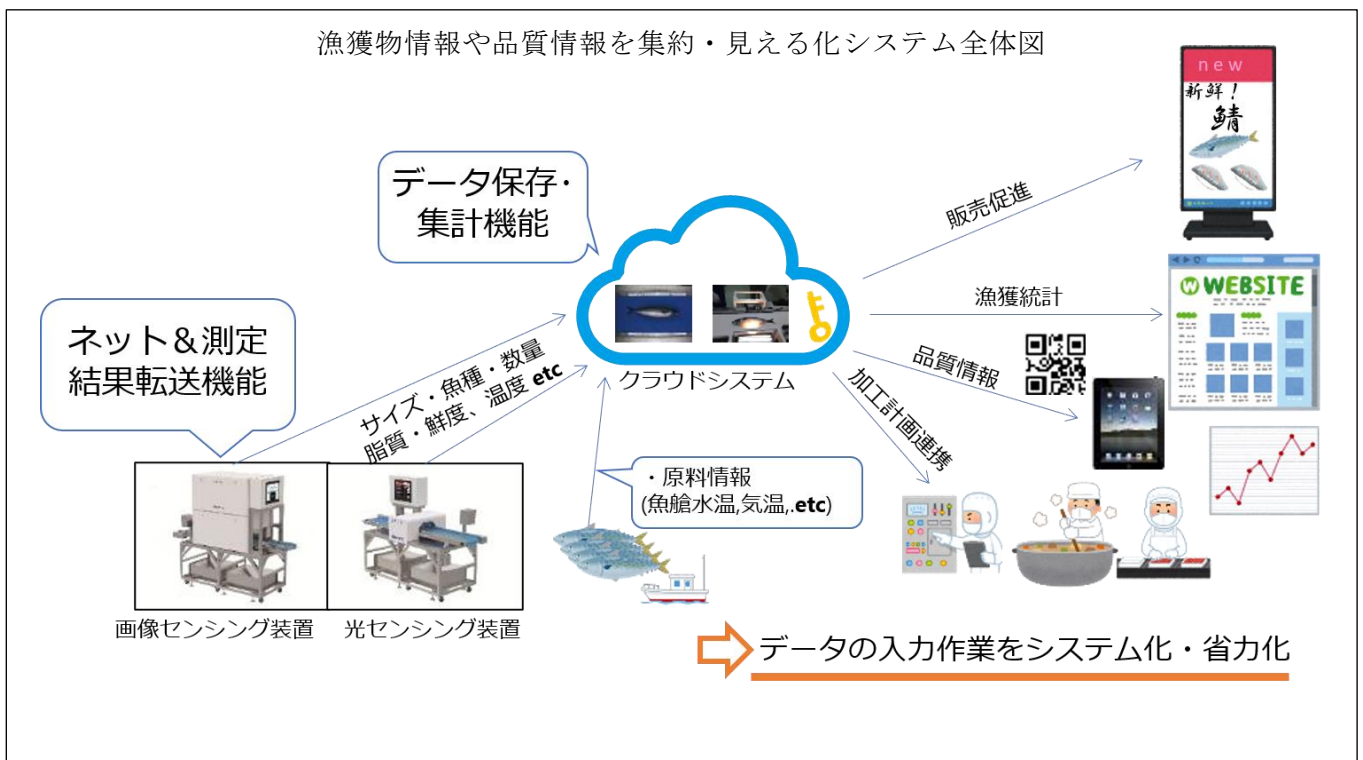 漁獲物情報や品質情報を集約・見える化システム全体図
データ保存・
集計機能
ネット＆測定
結果転送機能
サイズ・魚種・数量
脂質・鮮度、温度 etc
クラウドシステム
・原料情報
(魚艙水温,気温,.etc)
画像センシング装置
光センシング装置
販売促進
漁獲統計
品質情報
加工計画連携
new
新鮮！
鯖
W WEBSITE
データの入力作業をシステム化・省力化